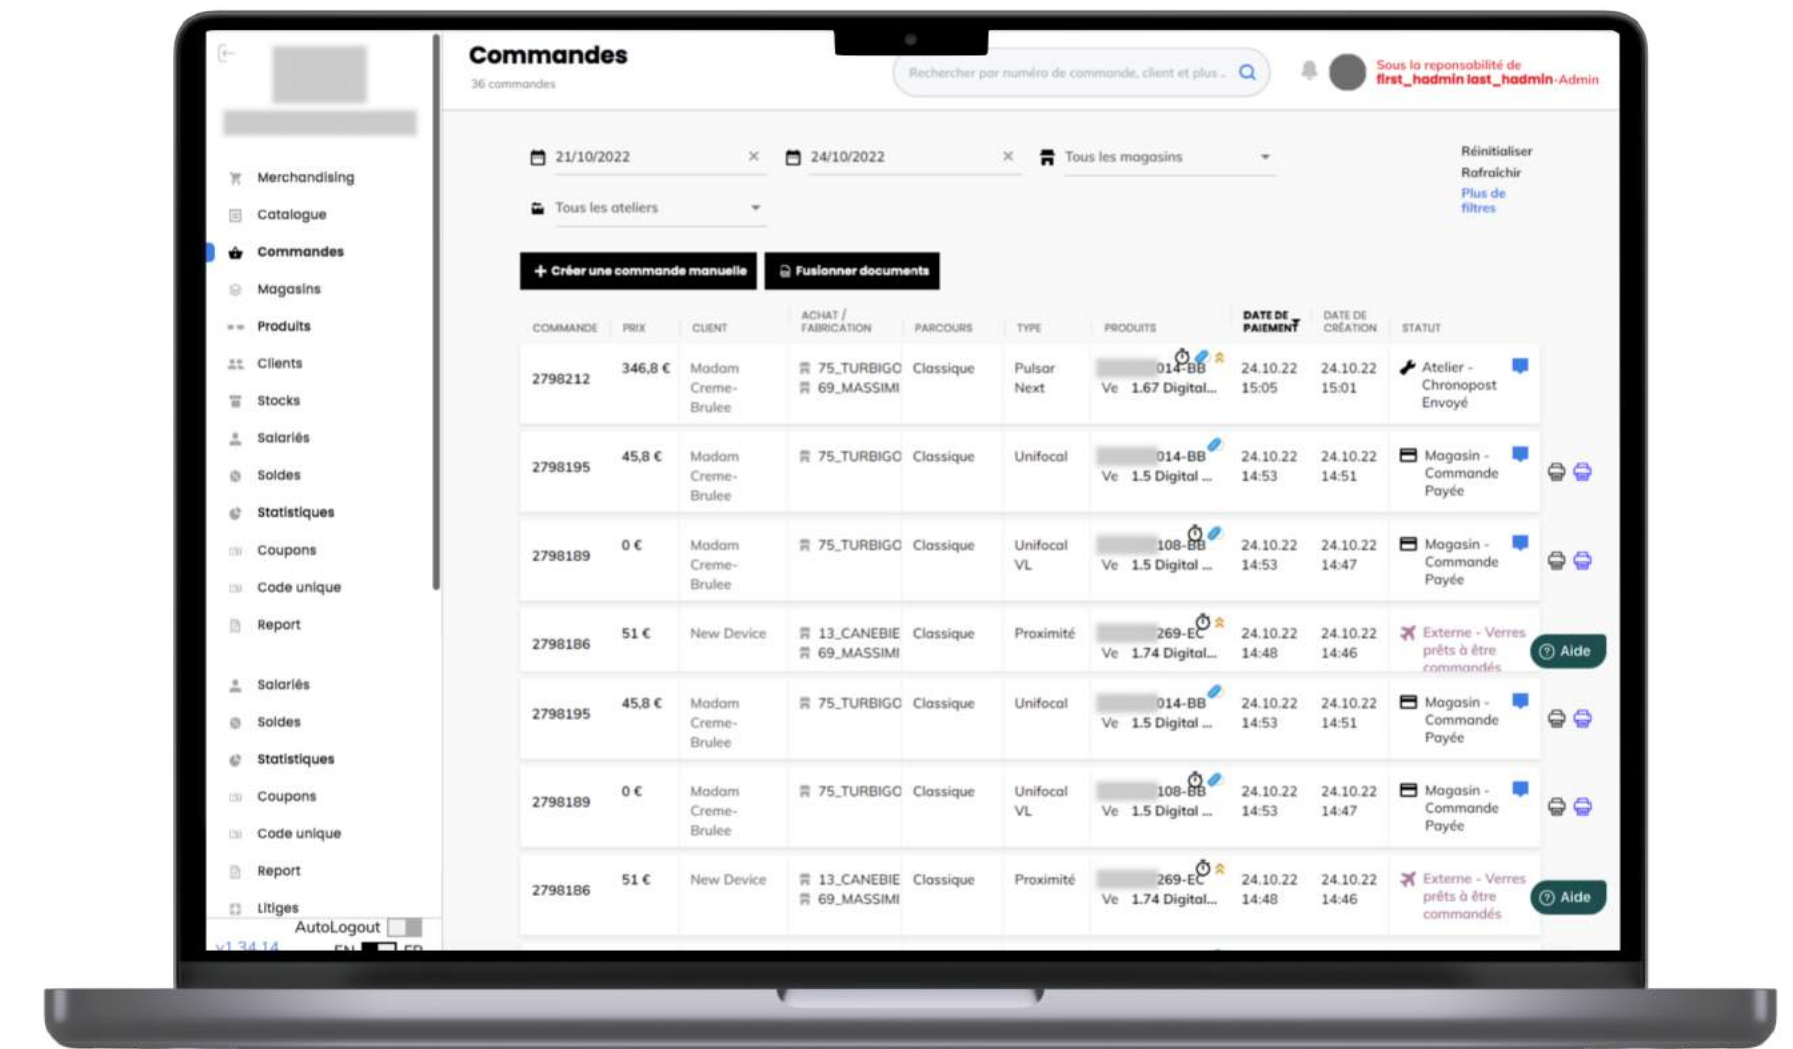 Commandes
36 commandes
Rechercher par numéro de commande, client et plus ..
Sous la reponsabilité de
first_hadmin last_hadmin-Admin
Merchandising
Catalogue
Commandes
Magasins
Produits
Clients
Stocks
Salariés
Soldes
Statistiques
Coupons
Code unique
Report
Salariés
Soldes
Statistiques
Coupons
Code unique
Report
Litiges
AutoLogout
v1.34.14
EN FR
21/10/2022
24/10/2022
Tous les magasins
Réinitialiser
Rafraîchir
Plus de
filtres
Tous les ateliers
+ Créer une commande manuelle
Fusionner documents
COMMANDE PRIX CLIENT ACHAT / FABRICATION PARCOURS TYPE PRODUITS DATE DE PAIEMENT DATE DE CRÉATION STATUT
2798212 346,8 € Madam Creme-Brulee 75_TURBIGO 69_MASSIMI Classique Pulsar Next 014-BB Ve 1.67 Digital... 24.10.22 15:05 24.10.22 15:01 Atelier - Chronopost Envoyé
2798195 45,8 € Madam Creme-Brulee 75_TURBIGO Classique Unifocal 014-BB Ve 1.5 Digital ... 24.10.22 14:53 24.10.22 14:51 Magasin - Commande Payée
2798189 0 € Madam Creme-Brulee 75_TURBIGO Classique Unifocal VL 108-BB Ve 1.5 Digital ... 24.10.22 14:53 24.10.22 14:47 Magasin - Commande Payée
2798186 51 € New Device 13_CANEBIE 69_MASSIMI Classique Proximité 269-EC Ve 1.74 Digital... 24.10.22 14:48 24.10.22 14:46 Externe - Verres prêts à être commandés
Aide
2798195 45,8 € Madam Creme-Brulee 75_TURBIGO Classique Unifocal 014-BB Ve 1.5 Digital ... 24.10.22 14:53 24.10.22 14:51 Magasin - Commande Payée
2798189 0 € Madam Creme-Brulee 75_TURBIGO Classique Unifocal VL 108-BB Ve 1.5 Digital ... 24.10.22 14:53 24.10.22 14:47 Magasin - Commande Payée
2798186 51 € New Device 13_CANEBIE 69_MASSIMI Classique Proximité 269-EC Ve 1.74 Digital... 24.10.22 14:48 24.10.22 14:46 Externe - Verres prêts à être commandés
Aide